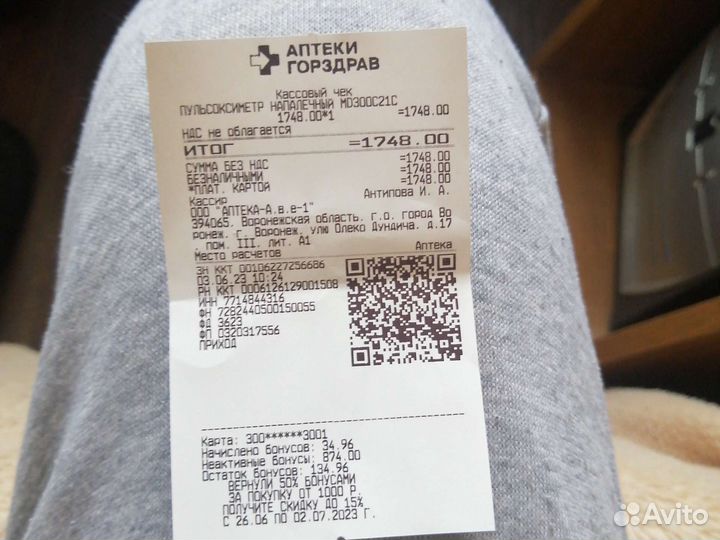 АПТЕКИ
ГОРЗДРАВ
Кассовый чек
ПУЛЬСОКСИМЕТР НАПАЛЕЧНЫЙ MD300C21C
1748.00*1 =1748.00
НДС не облагается
ИТОГ =1748.00
СУММА БЕЗ НДС =1748.00
БЕЗНАЛИЧНЫМИ =1748.00
*ПЛАТ. КАРТОЙ =1748.00
Кассир Антипова И. А.
ООО "АПТЕКА-А.в.е-1"
394065. Воронежская область. Г.О. город Во
ронеж. г. Воронеж. улю Олеко Дундича. д.17
. пом. III. лит. А1
Место расчетов Аптека
ЗН ККТ 00106227256686
03.06.23 10:24
РН ККТ 0006126129001508
ИНН 7714844316
ФН 7282440500150055
ФД 3623
ФП 0320317556
ПРИХОД
Карта: 300******3001
Начислено бонусов: 34.96
Неактивные бонусы: 874.00
Остаток бонусов: 134.96
ВЕРНУЛИ 50% БОНУСАМИ
ЗА ПОКУПКУ ОТ 1000 Р.
ПОЛУЧИТЕ СКИДКУ ДО 15%
С 26.06 ПО 02.07.2023 Г.
Avito